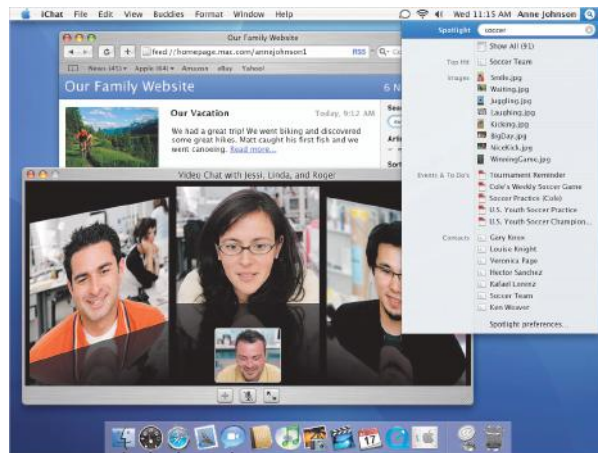 iChat File Edit View Buddies Format Window Help
Wed 11:15 AM Anne Johnson
Spotlight soccer
Show All (91)
Top Hit Soccer Team
Images Smile.jpg
Waiting.jpg
Juggling.jpg
Laughing.jpg
Kicking.jpg
BigDay.jpg
NiceKick.jpg
WinningGame.jpg
Events & To Do's Tournament Reminder
Cole's Weekly Soccer Game
Soccer Practice (Cole)
U.S. Youth Soccer Practice
U.S. Youth Soccer Champion...
Contacts Gary Knox
Louise Knight
Veronica Page
Hector Sanchez
Rafael Lorenz
Soccer Team
Ken Weaver
Spotlight preferences...
Our Family Website
feed://homepage.mac.com/annejohnson1 RSS
News (45) Apple (64) Amazon eBay Yahoo!
Our Family Website 6 N
Our Vacation Today, 9:12 AM
We had a great trip! We went biking and discovered
some great hikes. Matt caught his first fish and we
went canoeing. Read more...
Sort
Video Chat with Jessi, Linda, and Roger
17